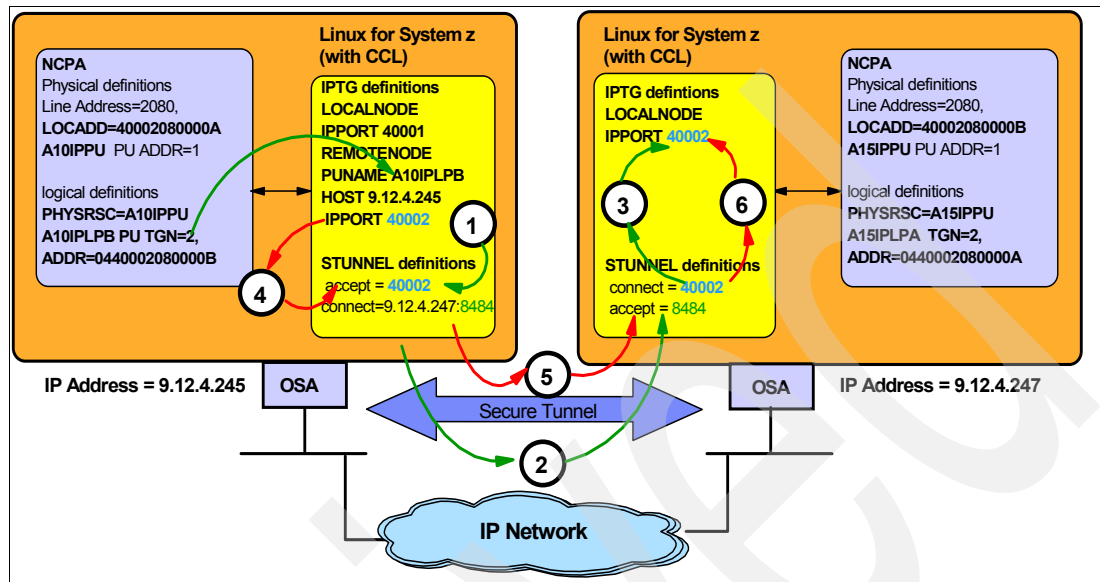 Linux for System z
(with CCL)
NCPA
Physical definitions
Line Address=2080,
LOCADD=40002080000A
A10IPPU PU ADDR=1
logical definitions
PHYSRSC=A10IPPU
A10IPLPB PU TGN=2,
ADDR=0440002080000B
IPTG definitions
LOCALNODE
IPPORT 40001
REMOTENODE
PUNAME A10IPLPB
HOST 9.12.4.245
IPPORT 40002
1
STUNNEL definitions
accept = 40002
connect=9.12.4.247:8484
4
Linux for System z
(with CCL)
IPTG defintions
LOCALNODE
IPPORT 40002
3
6
STUNNEL definitions
connect = 40002
accept = 8484
NCPA
Physical definitions
Line Address=2080,
LOCADD=40002080000B
A15IPPU PU ADDR=1
logical definitions
PHYSRSC=A15IPPU
A15IPLPA TGN=2,
ADDR=0440002080000A
IP Address = 9.12.4.245
OSA
5
OSA
IP Address = 9.12.4.247
Secure Tunnel
2
IP Network